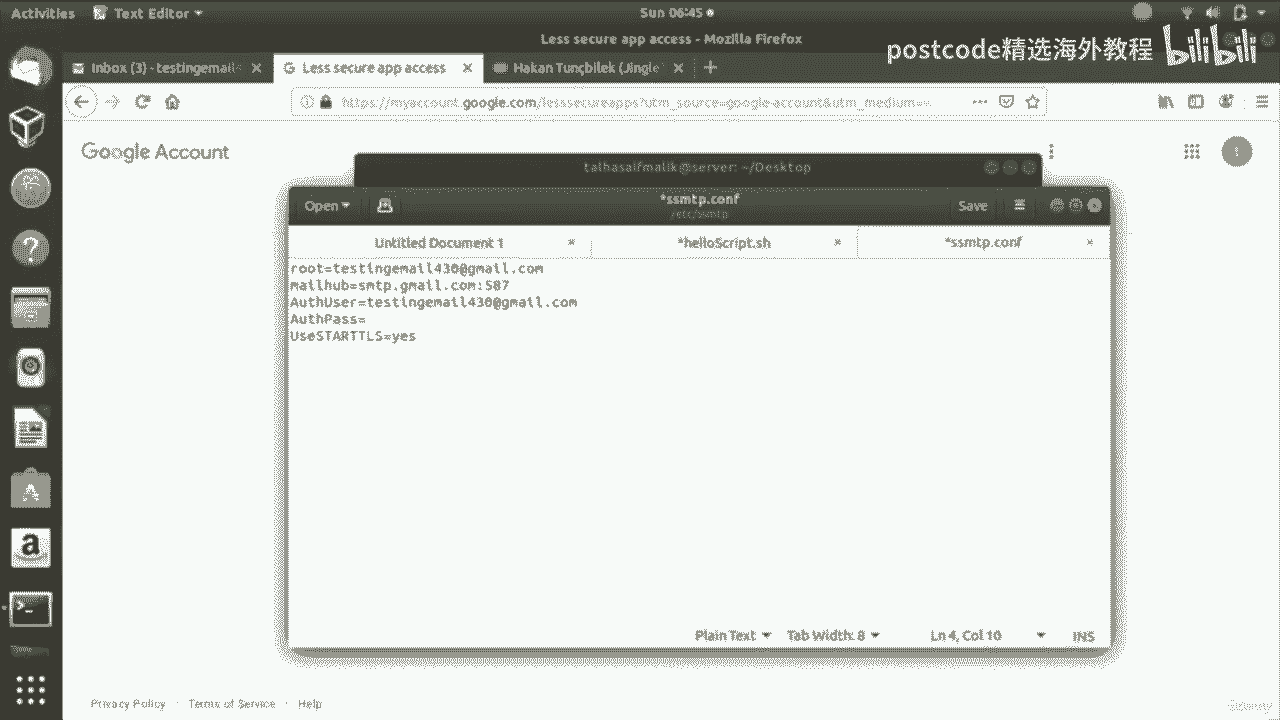 Activities Text Editor Sun 06:45
Less secure app access - Mozilla Firefox
postcode精选海外教程 bilibili
Inbox (3) - testingemail Less secure app access Hakan Tunçbilek (Jingle
https://myaccount.google.com/lesssecureapps?utm_source=google_account&utm_medium=
Google Account
talhasaifmalik@server: ~/Desktop
Open *ssmtp.conf Save
/etc/ssmtp
Untitled Document 1 *helloScript.sh *ssmtp.conf
root=testingemail430@gmail.com
mailhub=smtp.gmail.com:587
AuthUser=testingemail430@gmail.com
AuthPass=
UseSTARTTLS=yes
Plain Text Tab Width: 8 Ln 4, Col 10 INS
Privacy Policy · Terms of Service · Help
Udemy